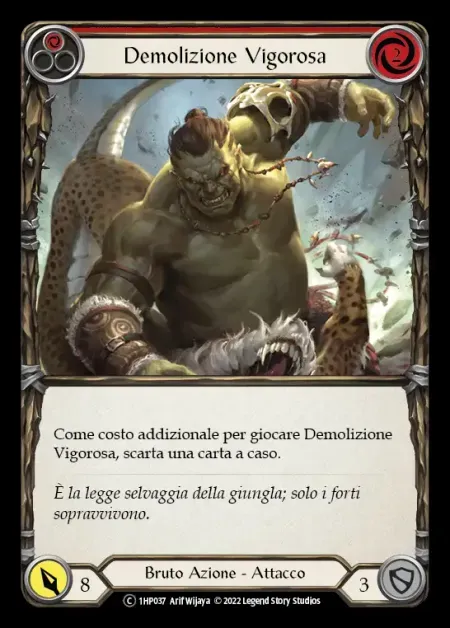 Demolizione Vigorosa
2
Come costo addizionale per giocare Demolizione
Vigorosa, scarta una carta a caso.
È la legge selvaggia della giungla; solo i forti
sopravvivono.
8
Bruto Azione - Attacco
3
C 1HP037 Arif Wijaya © 2022 Legend Story Studios